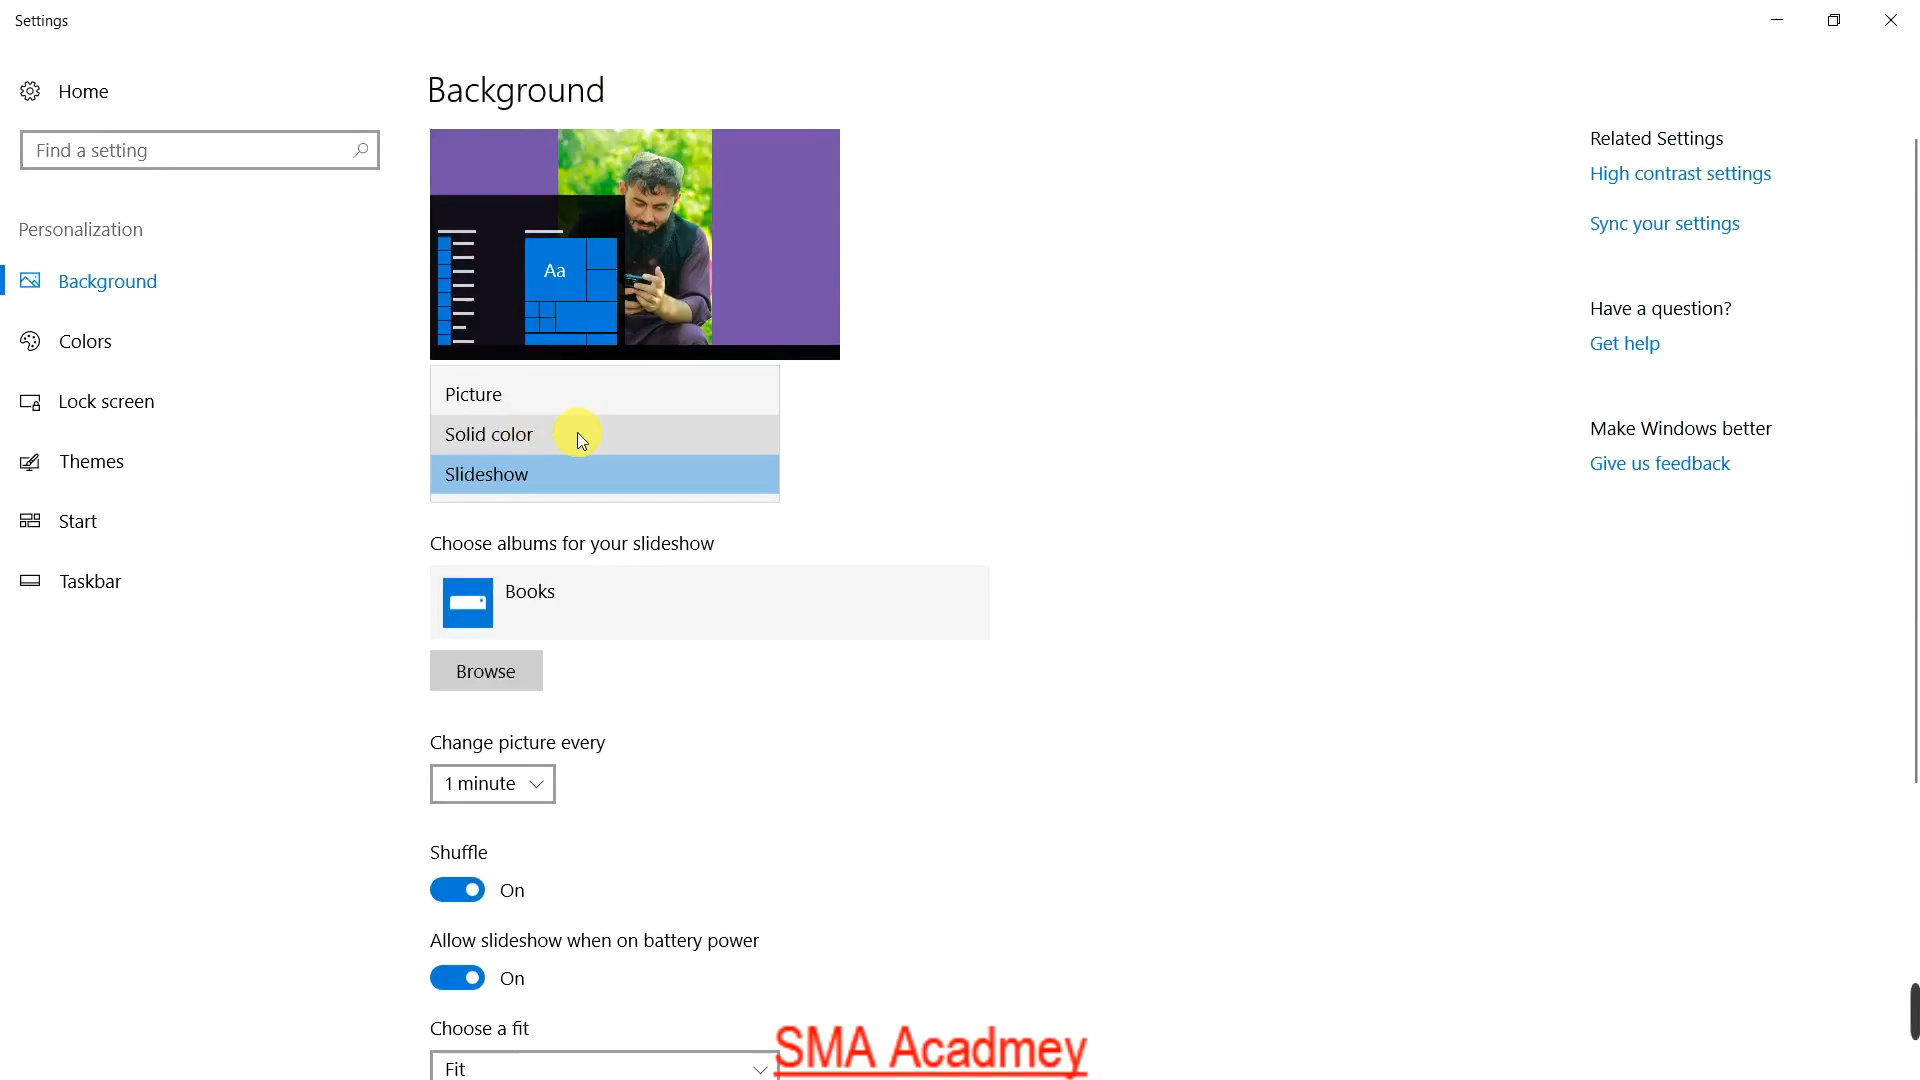 Settings
Home
Find a setting
Personalization
Background
Colors
Lock screen
Themes
Start
Taskbar
Background
Aa
Picture
Solid color
Slideshow
Choose albums for your slideshow
Books
Browse
Change picture every
1 minute
Shuffle
On
Allow slideshow when on battery power
On
Choose a fit
Fit
Related Settings
High contrast settings
Sync your settings
Have a question?
Get help
Make Windows better
Give us feedback
SMA Acadmey